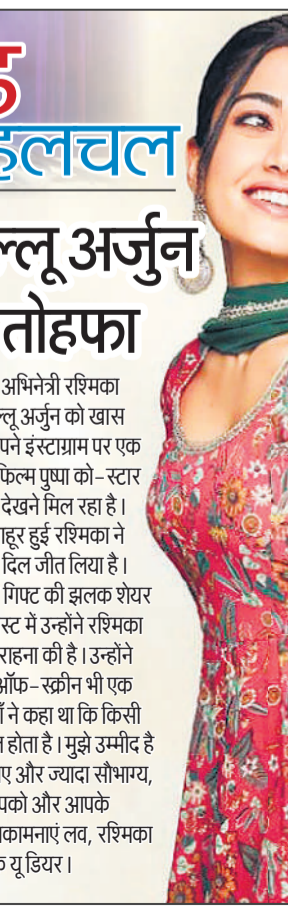 हलचल
ल्लू अर्जुन
तोहफा
अभिनेत्री रश्मिका
ल्लू अर्जुन को खास
पने इंस्टाग्राम पर एक
फिल्म पुष्पा को-स्टार
देखने मिल रहा है।
हूर हुई रश्मिका ने
दिल जीत लिया है।
गिफ्ट की झलक शेयर
स्ट में उन्होंने रश्मिका
राहना की है। उन्होंने
ऑफ-स्क्रीन भी एक
ने कहा था कि किसी
होता है। मुझे उम्मीद है
ए और ज्यादा सौभाग्य,
पको और आपके
कामनाएं लव, रश्मिका
यू डियर।